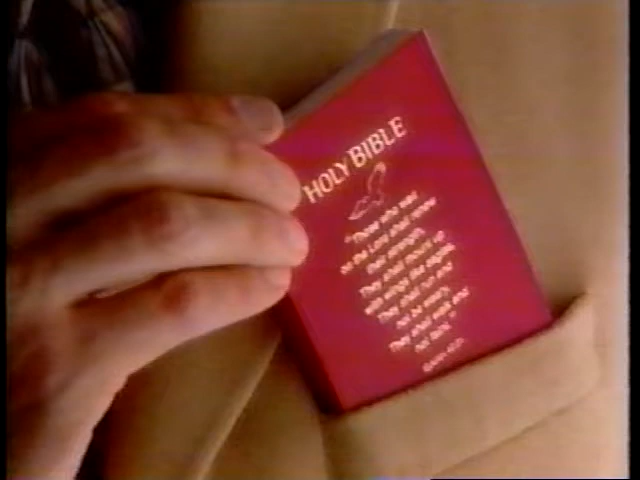 HOLY BIBLE
"Those who wait
on the Lord shall renew
their strength,
They shall mount up
with wings like eagles,
They shall run and
not be weary,
They shall walk and
not faint."